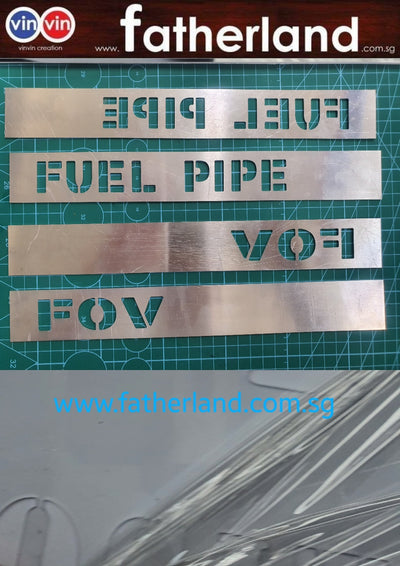 vin vin
vinvin creation
www.fatherland.com.sg
FUEL PIPE
FUEL PIPE
FOV
FOV
www.fatherland.com.sg